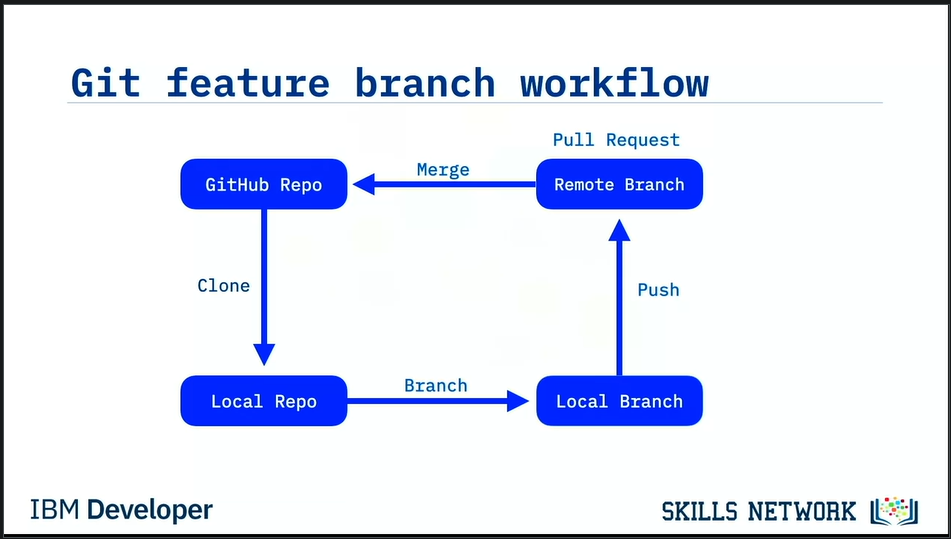 Git feature branch workflow
Pull Request
GitHub Repo
Merge
Remote Branch
Clone
Push
Local Repo
Branch
Local Branch
IBM Developer
SKILLS NETWORK